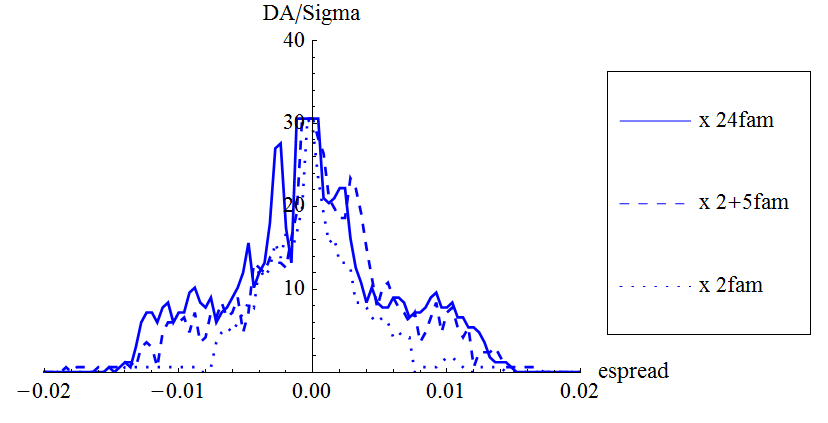 DA/Sigma
40
30
20
10
−0.02 −0.01 0.00 0.01 0.02
espread
x 24fam
x 2+5fam
x 2fam